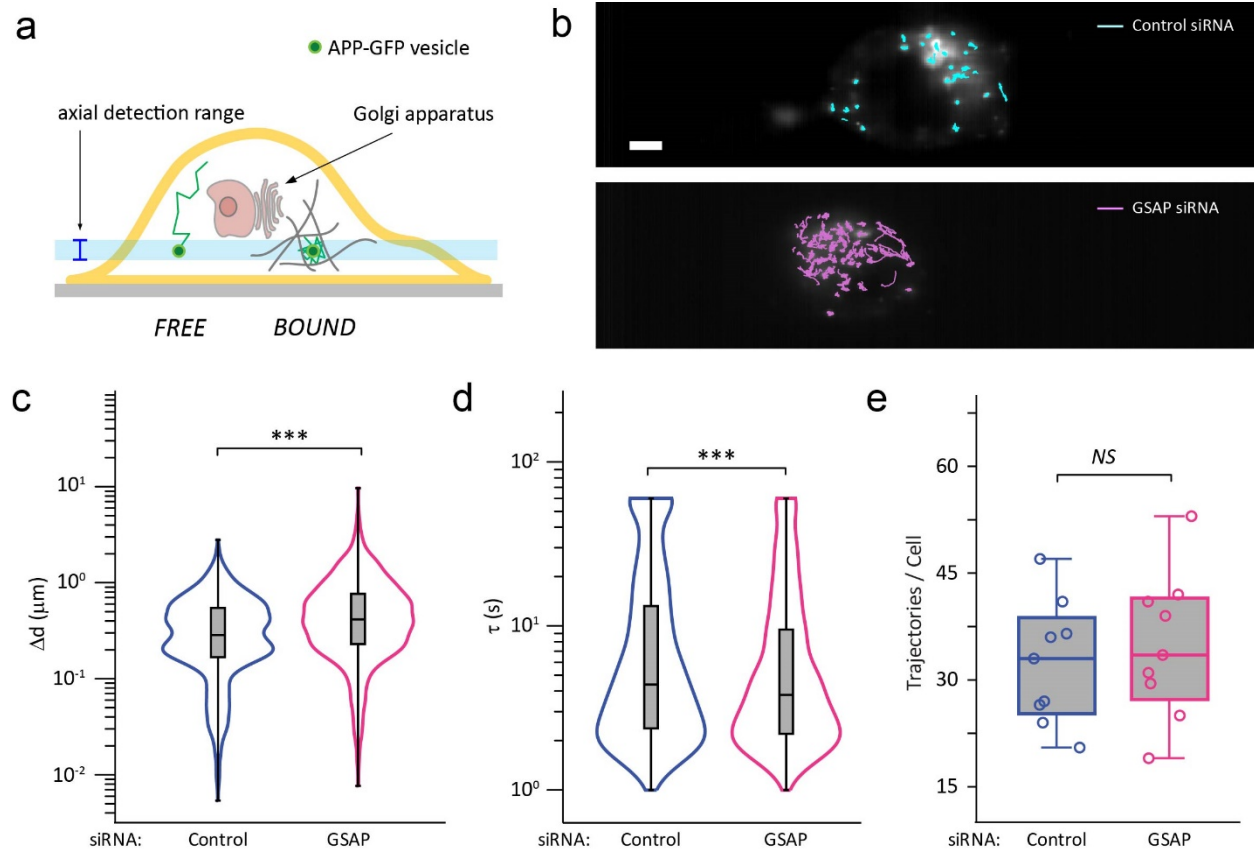 a
APP-GFP vesicle
axial detection range
Golgi apparatus
FREE
BOUND
b
Control siRNA
GSAP siRNA
c
***
Δd (μm)
10¹
10⁰
10⁻¹
10⁻²
siRNA:
Control
GSAP
d
***
τ (s)
10²
10¹
10⁰
siRNA:
Control
GSAP
e
NS
Trajectories / Cell
60
45
30
15
siRNA:
Control
GSAP